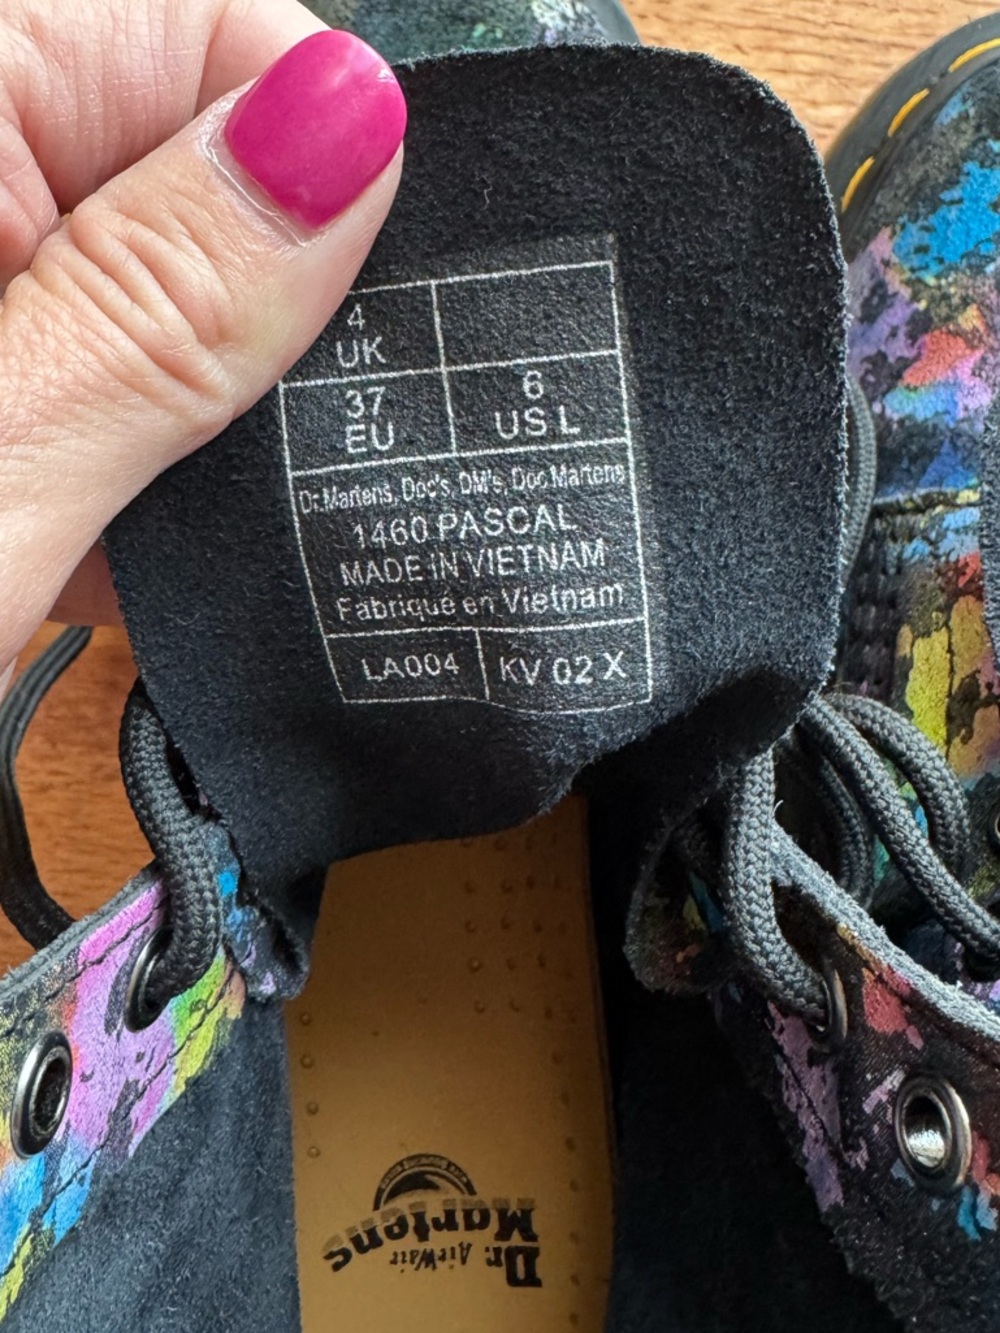 4
UK
37
EU
6
US L
Dr.Martens, Doc's, DM's, Doc Martens
1460 PASCAL
MADE IN VIETNAM
Fabriqué en Vietnam
LA004
KV 02 X
Dr.
Martens
AirWair